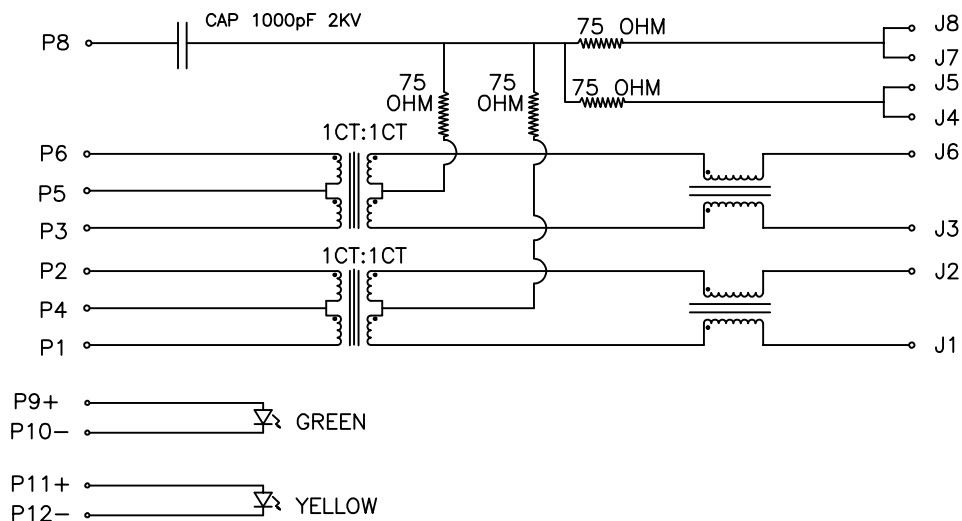 CAP 1000pF 2KV
P8
75 OHM
J8
J7
75 OHM
75 OHM
75 OHM
J5
J4
1CT:1CT
P6
P5
P3
J6
J3
1CT:1CT
P2
P4
P1
J2
J1
P9+
P10-
GREEN
P11+
P12-
YELLOW